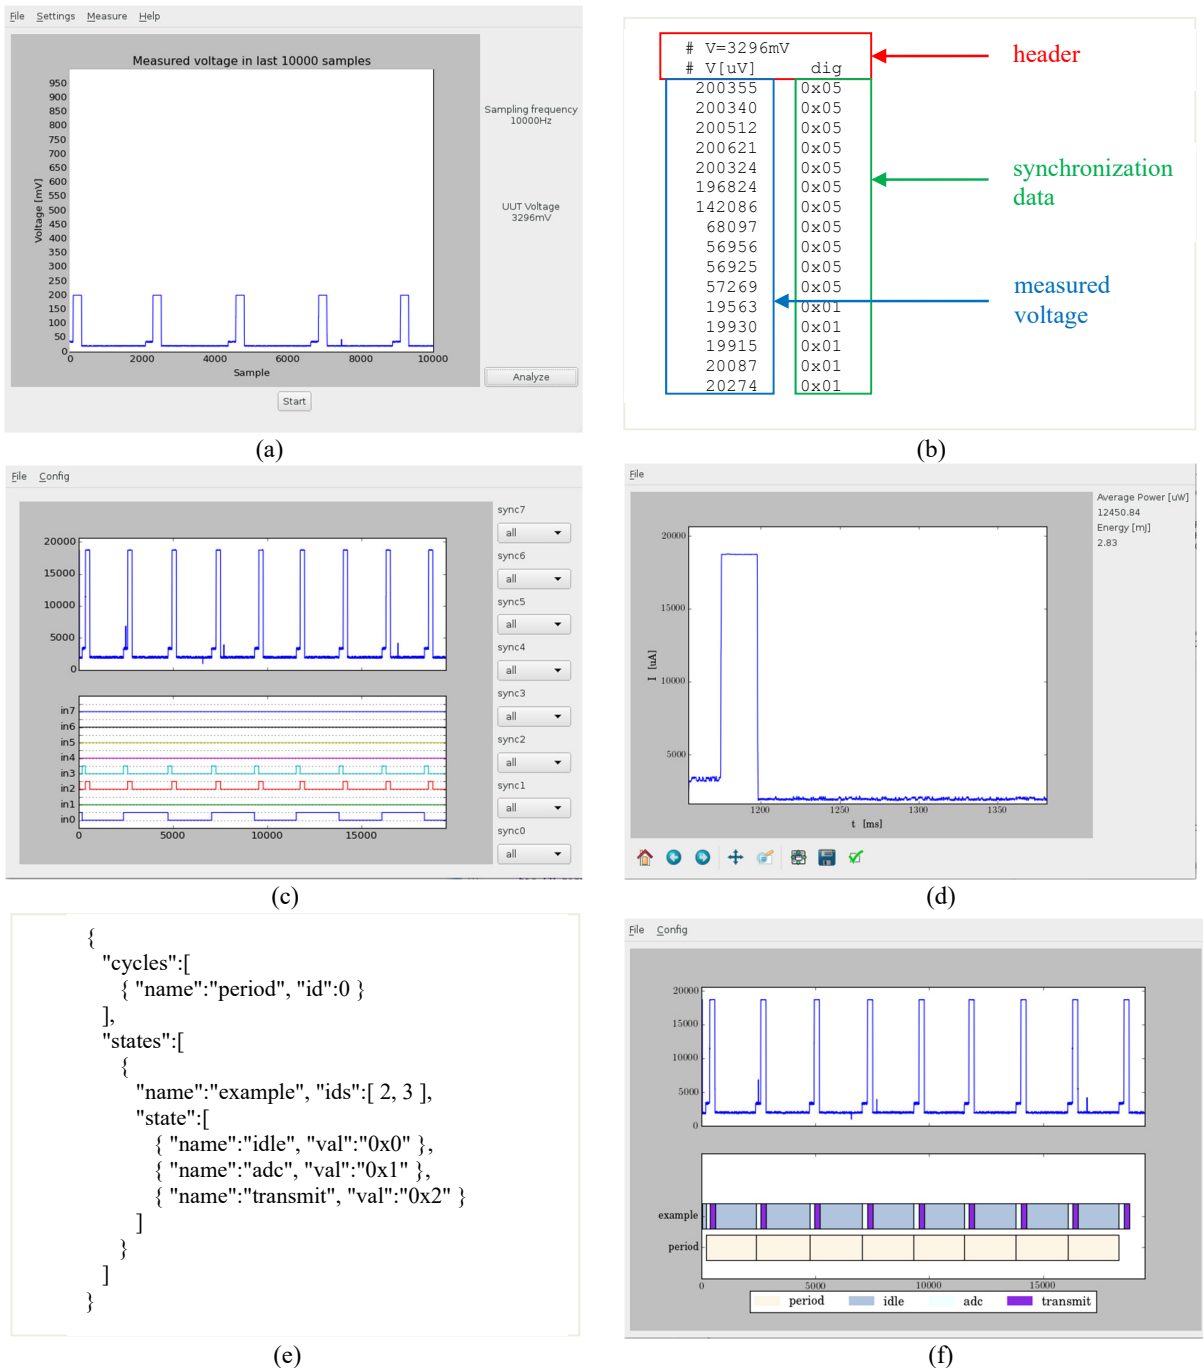 File Settings Measure Help
Measured voltage in last 10000 samples
950
900
850
800
750
700
650
600
550
500
450
400
350
300
250
200
150
100
50
0
Voltage [mV]
0 2000 4000 6000 8000 10000
Sample
Sampling frequency
10000Hz
UUT Voltage
3296mV
Analyze
Start
(a)
# V=3296mV
# V[uV] dig
200355 0x05
200340 0x05
200512 0x05
200621 0x05
200324 0x05
196824 0x05
142086 0x05
68097 0x05
56956 0x05
56925 0x05
57269 0x05
19563 0x01
19930 0x01
19915 0x01
20087 0x01
20274 0x01
header
synchronization
data
measured
voltage
(b)
File Config
20000
15000
10000
5000
0
in7
in6
in5
in4
in3
in2
in1
in0
0 5000 10000 15000
sync7
all
sync6
all
sync5
all
sync4
all
sync3
all
sync2
all
sync1
all
sync0
all
(c)
File
20000
15000
10000
5000
I [uA]
1200 1250 1300 1350
t [ms]
Average Power [uW]
12450.84
Energy [mJ]
2.83
(d)
{
"cycles":[
{ "name":"period", "id":0 }
],
"states":[
{
"name":"example", "ids":[ 2, 3 ],
"state":[
{ "name":"idle", "val":"0x0" },
{ "name":"adc", "val":"0x1" },
{ "name":"transmit", "val":"0x2" }
]
}
]
}
(e)
File Config
20000
15000
10000
5000
0
example
period
0 5000 10000 15000
period idle adc transmit
(f)